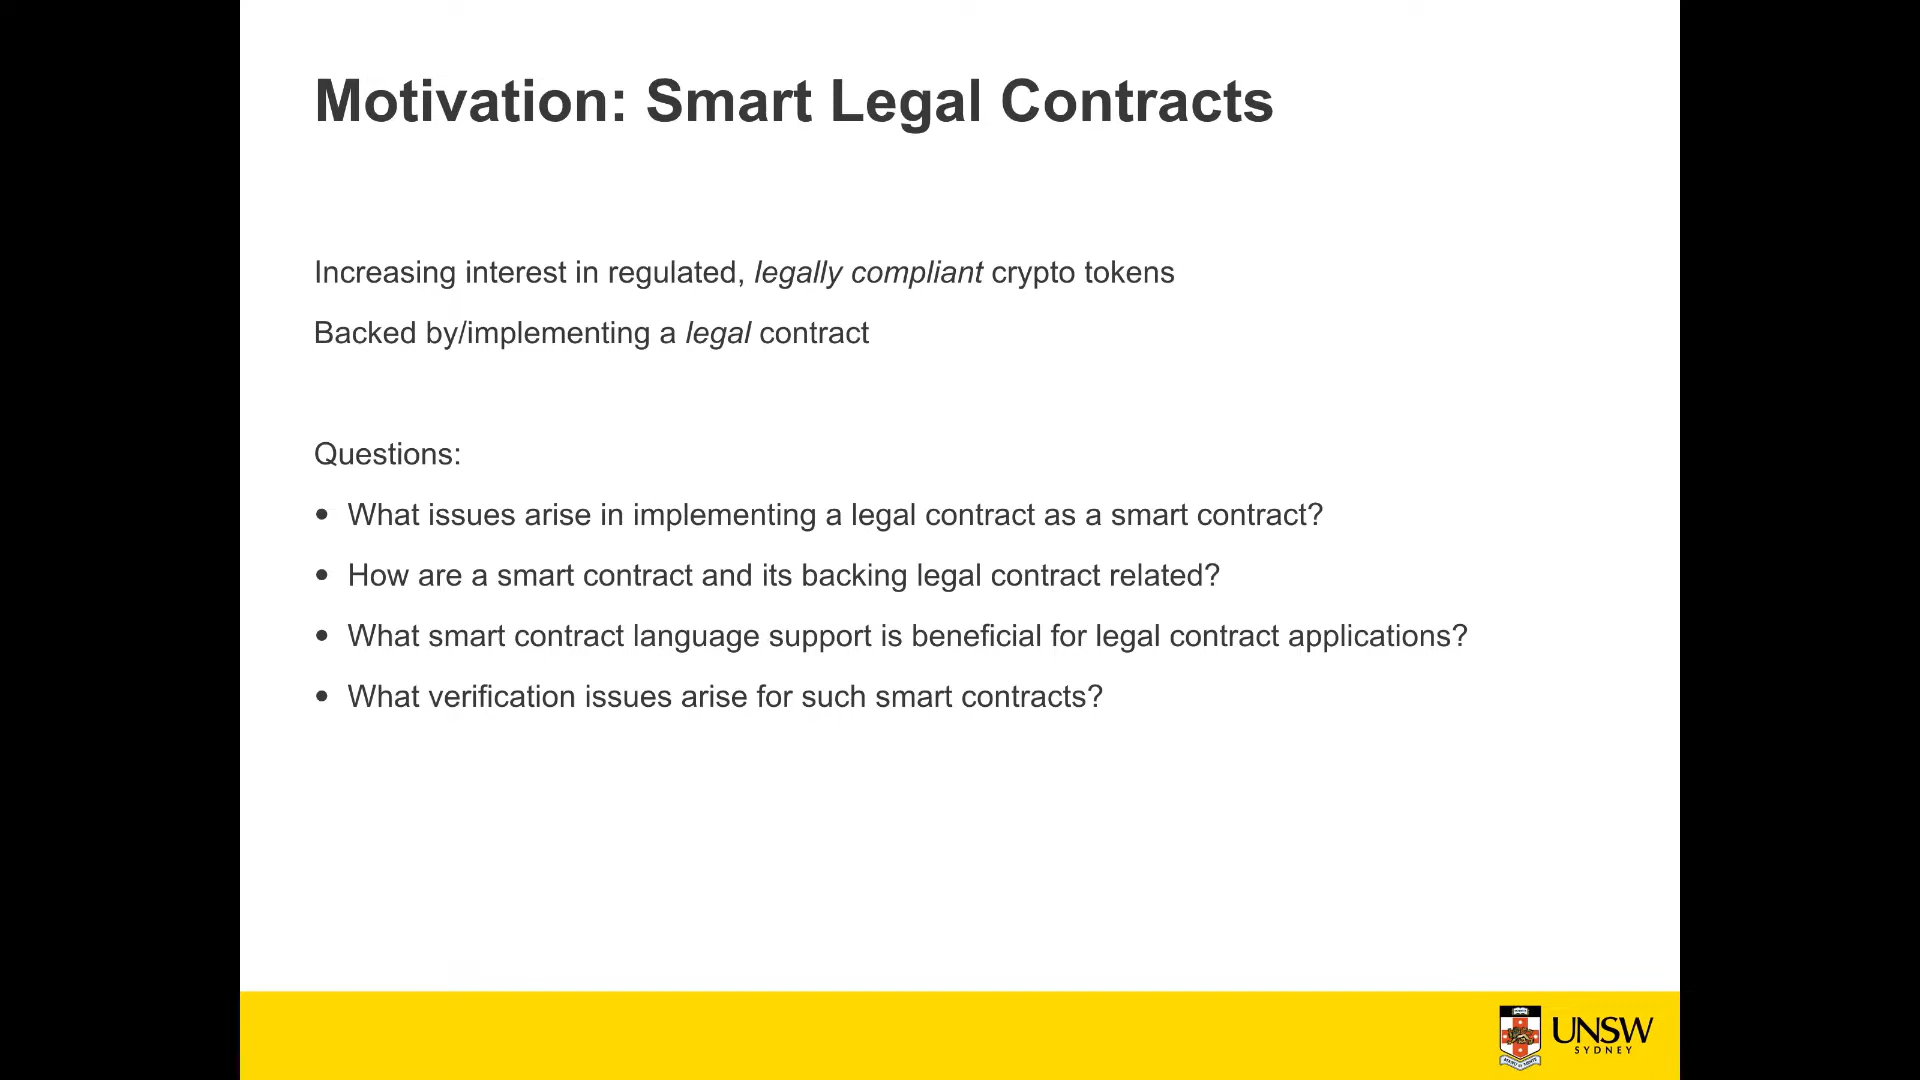 Motivation: Smart Legal Contracts
Increasing interest in regulated, legally compliant crypto tokens
Backed by/implementing a legal contract
Questions:
• What issues arise in implementing a legal contract as a smart contract?
• How are a smart contract and its backing legal contract related?
• What smart contract language support is beneficial for legal contract applications?
• What verification issues arise for such smart contracts?
UNSW
SYDNEY